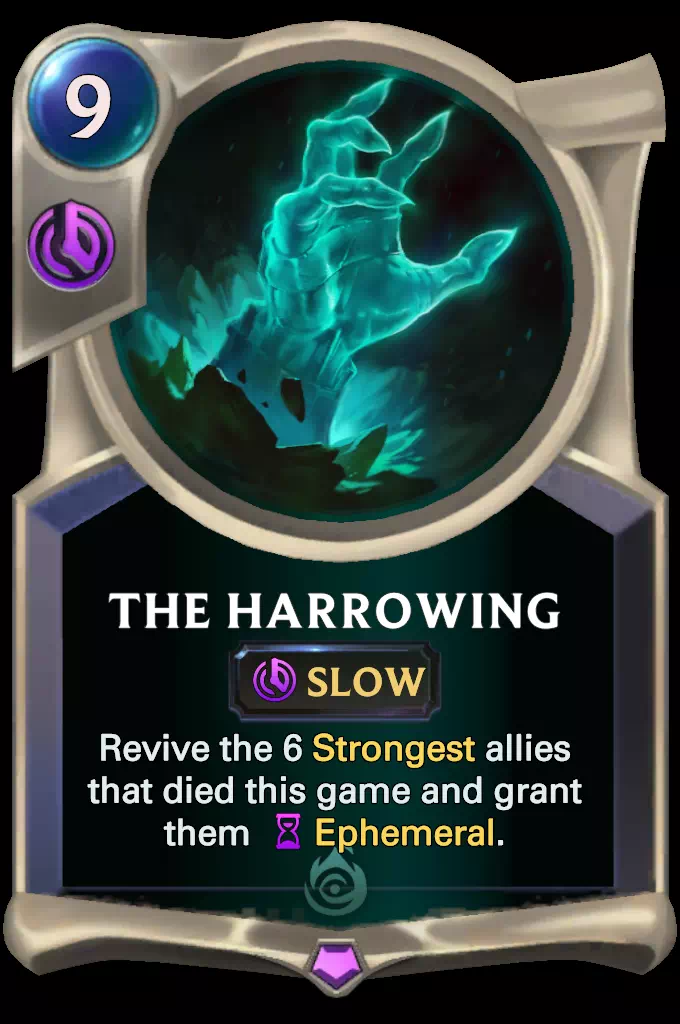 9
THE HARROWING
SLOW
Revive the 6 Strongest allies
that died this game and grant
them Ephemeral.